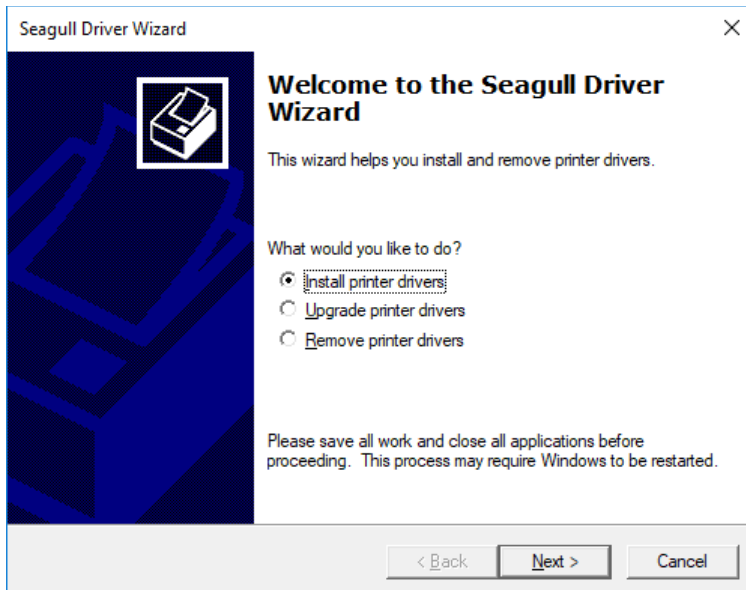 Seagull Driver Wizard
Welcome to the Seagull Driver
Wizard
This wizard helps you install and remove printer drivers.
What would you like to do?
Install printer drivers
Upgrade printer drivers
Remove printer drivers
Please save all work and close all applications before
proceeding.  This process may require Windows to be restarted.
< Back
Next >
Cancel